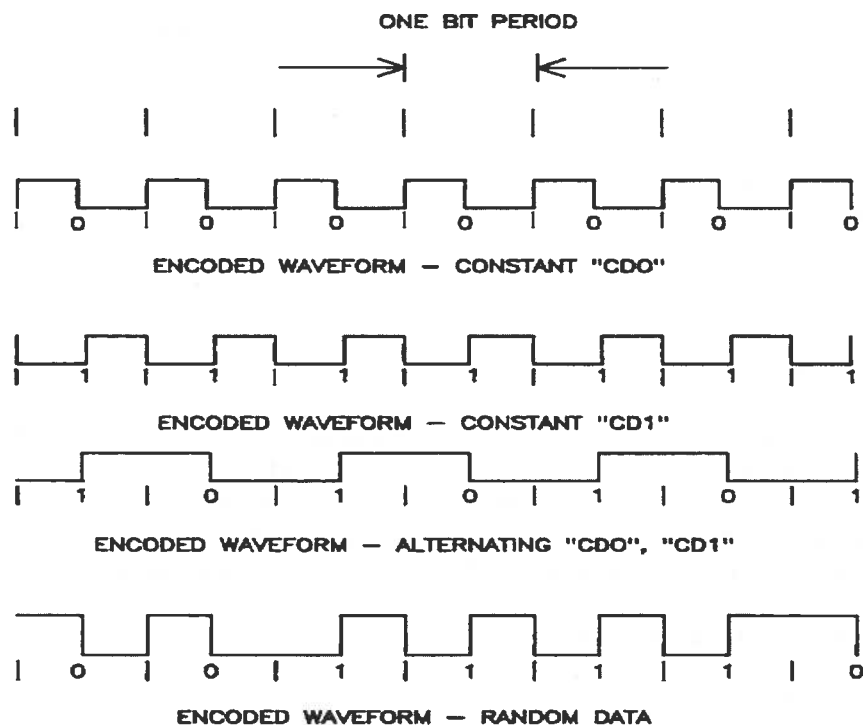 ONE BIT PERIOD
| | | | | | |
| 0 | 0 | 0 | 0 | 0 | 0 | 0
ENCODED WAVEFORM – CONSTANT "CD0"
| 1 | 1 | 1 | 1 | 1 | 1 | 1
ENCODED WAVEFORM – CONSTANT "CD1"
| 1 | 0 | 1 | 0 | 1 | 0 | 1
ENCODED WAVEFORM – ALTERNATING "CD0", "CD1"
| 0 | 0 | 1 | 1 | 1 | 1 | 0
ENCODED WAVEFORM – RANDOM DATA